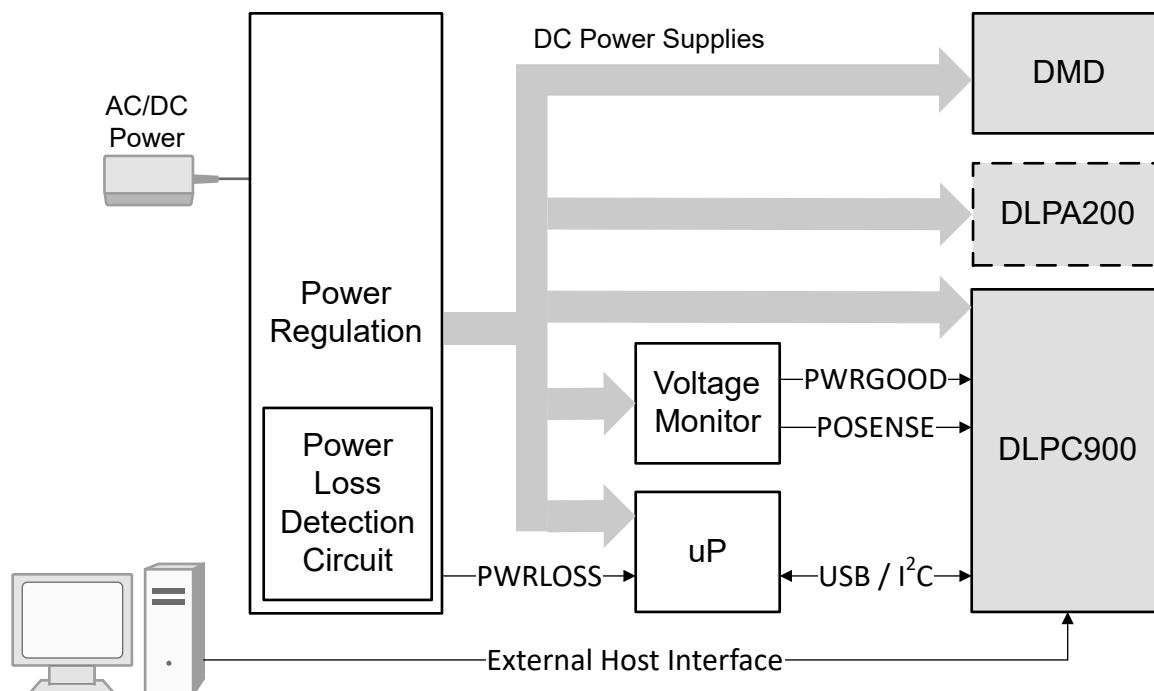 DC Power Supplies
DMD
AC/DC
Power
DLPA200
Power
Regulation
Voltage
Monitor
PWRGOOD
POSENSE
DLPC900
Power
Loss
Detection
Circuit
uP
PWRLOSS
USB / I²C
External Host Interface